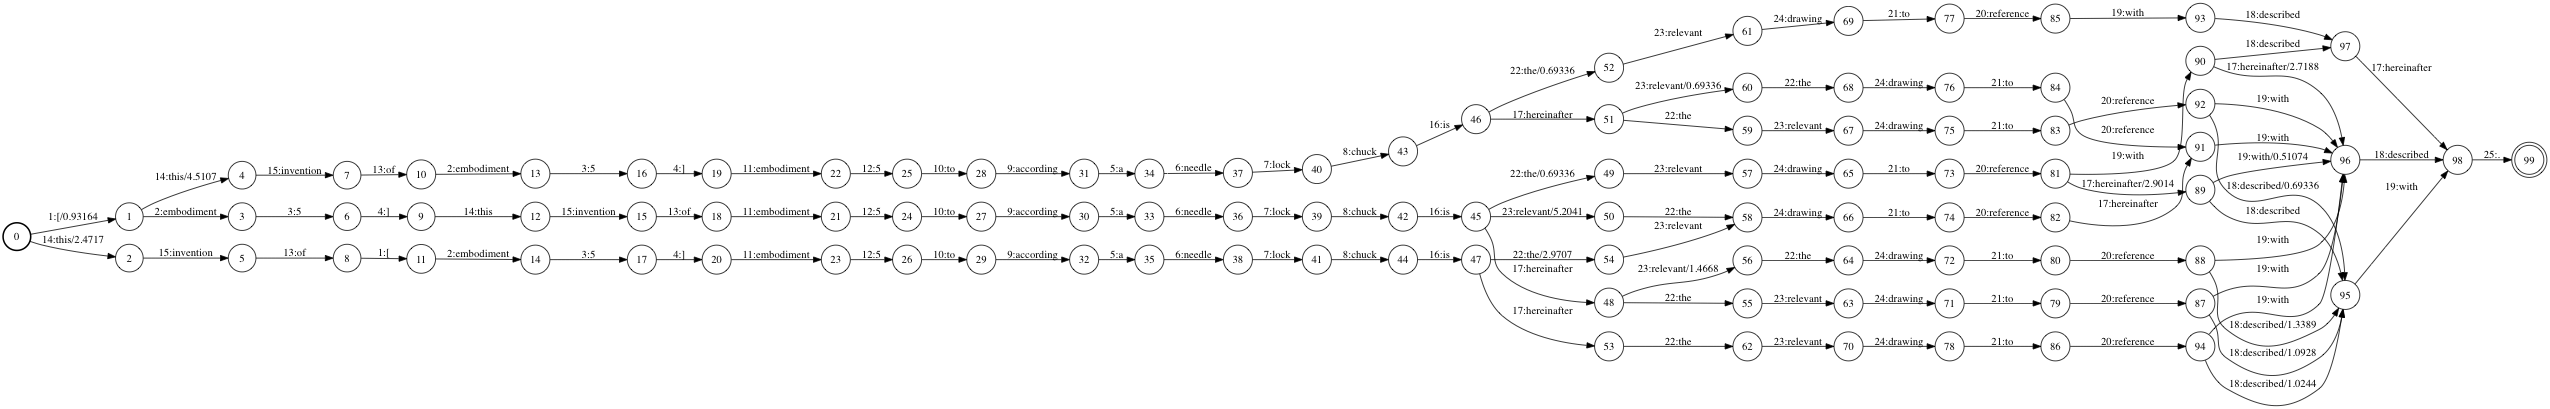 0
1:[/0.93164
14:this/2.4717
1
14:this/4.5107
2:embodiment
2
15:invention
4
15:invention
7
13:of
10
2:embodiment
13
3:5
16
4:]
19
11:embodiment
22
12:5
25
10:to
28
9:according
31
5:a
34
6:needle
37
7:lock
40
8:chuck
43
16:is
46
3
3:5
6
4:]
9
14:this
12
15:invention
15
13:of
18
11:embodiment
21
12:5
24
10:to
27
9:according
30
5:a
33
6:needle
36
7:lock
39
8:chuck
42
16:is
45
5
13:of
8
1:[
11
2:embodiment
14
3:5
17
4:]
20
11:embodiment
23
12:5
26
10:to
29
9:according
32
5:a
35
6:needle
38
7:lock
41
8:chuck
44
16:is
47
22:the/0.69336
17:hereinafter
52
23:relevant
61
24:drawing
69
21:to
77
20:reference
85
19:with
93
18:described
97
17:hereinafter
51
23:relevant/0.69336
60
22:the
68
24:drawing
76
21:to
84
20:reference
22:the
59
23:relevant
67
24:drawing
75
21:to
83
20:reference
22:the/0.69336
49
23:relevant
57
24:drawing
65
21:to
73
20:reference
81
19:with
17:hereinafter/2.9014
23:relevant/5.2041
50
22:the
58
24:drawing
66
21:to
74
20:reference
82
17:hereinafter
22:the/2.9707
54
23:relevant
17:hereinafter
48
23:relevant/1.4668
56
22:the
64
24:drawing
72
21:to
80
20:reference
88
19:with
18:described/1.3389
22:the
55
23:relevant
63
24:drawing
71
21:to
79
20:reference
87
19:with
18:described/1.0928
17:hereinafter
53
22:the
62
23:relevant
70
24:drawing
78
21:to
86
20:reference
94
19:with
18:described/1.0244
90
18:described
17:hereinafter/2.7188
92
19:with
18:described/0.69336
91
19:with
89
19:with/0.51074
18:described
96
18:described
95
19:with
98
25:.
99